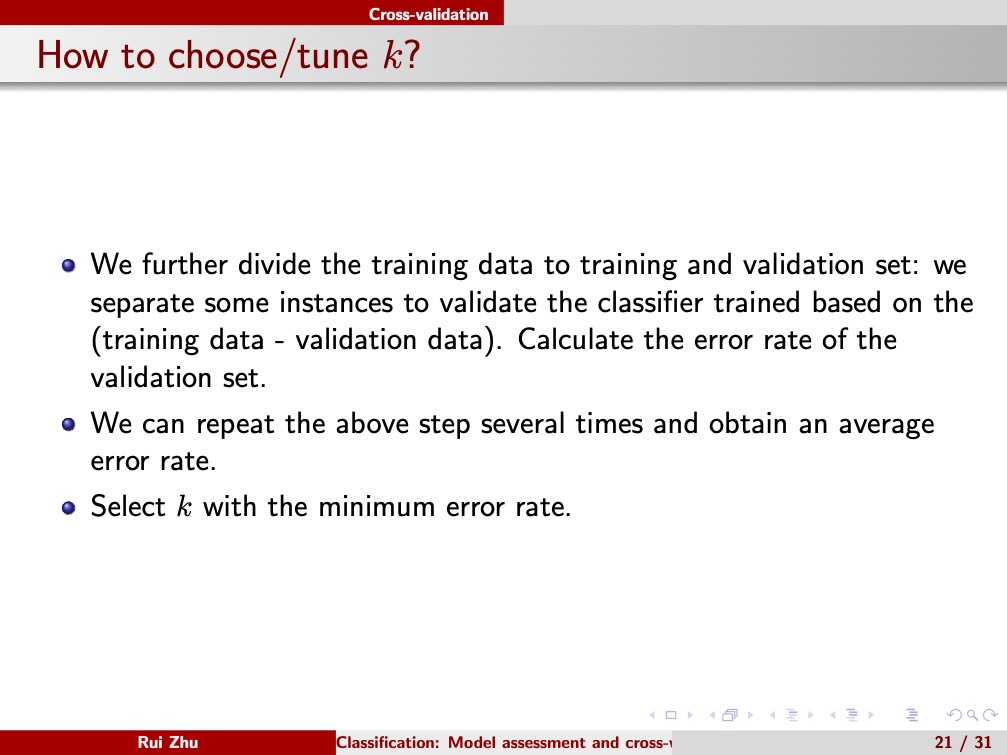 Cross-validation
How to choose/tune k?
We further divide the training data to training and validation set: we
separate some instances to validate the classifier trained based on the
(training data - validation data). Calculate the error rate of the
validation set.
We can repeat the above step several times and obtain an average
error rate.
Select k with the minimum error rate.
Rui Zhu
Classification: Model assessment and cross-v
21 / 31